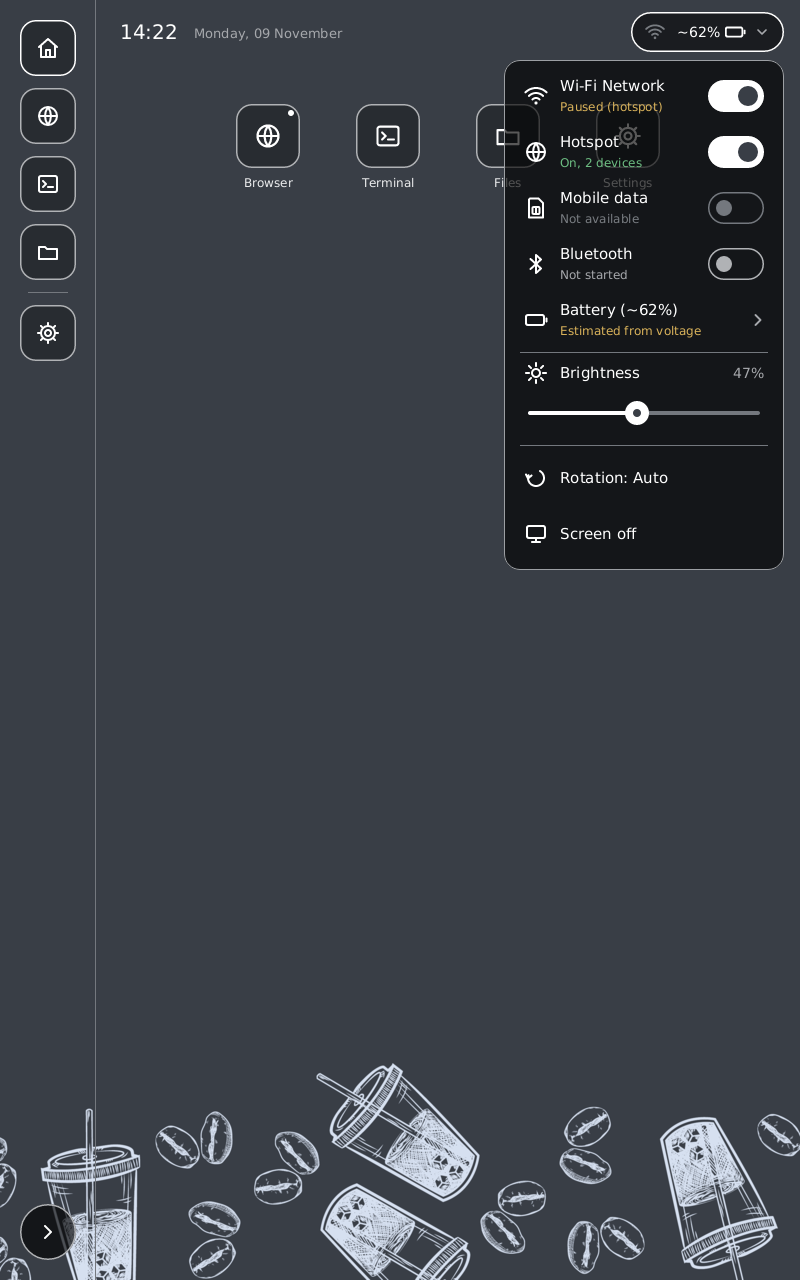 14:22 Monday, 09 November
~62%
Browser
Terminal
Files
Settings
Wi-Fi Network
Paused (hotspot)
Hotspot
On, 2 devices
Mobile data
Not available
Bluetooth
Not started
Battery (~62%)
Estimated from voltage
Brightness 47%
Rotation: Auto
Screen off